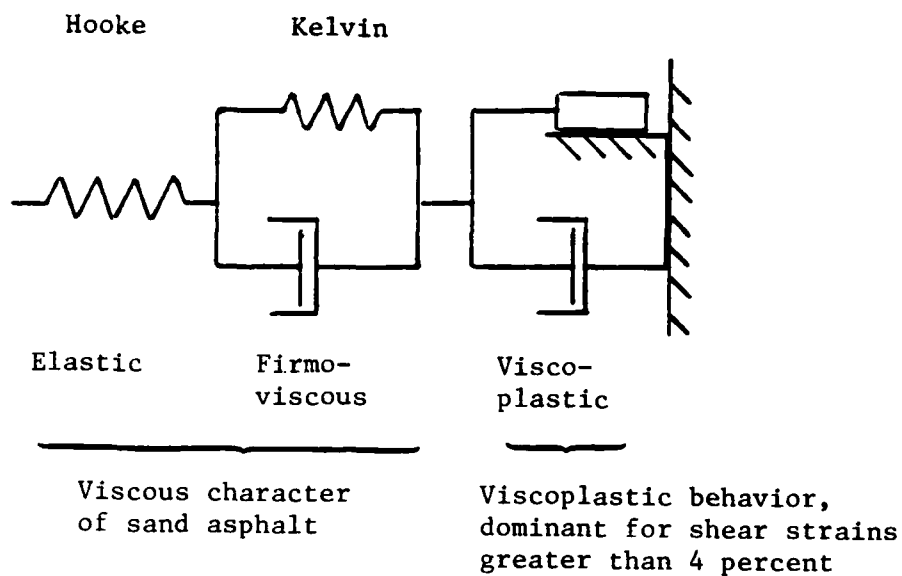 Hooke
Kelvin
Elastic
Firmo-
viscous
Visco-
plastic
Viscous character
of sand asphalt
Viscoplastic behavior,
dominant for shear strains
greater than 4 percent